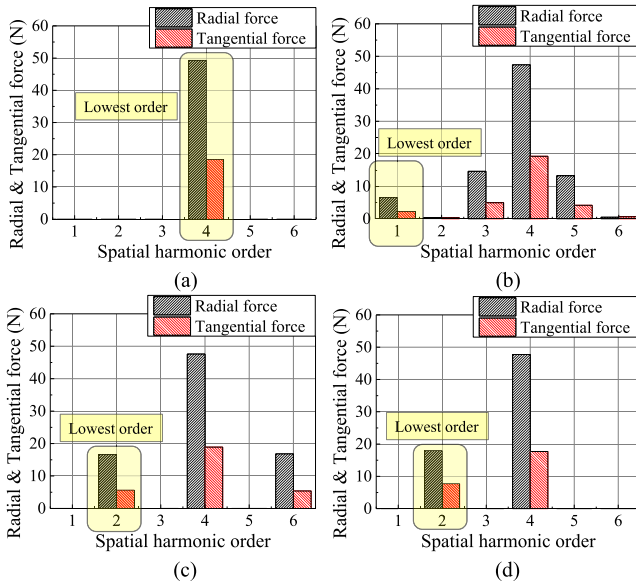 Radial force
Tangential force
Radial & Tangential force (N)
60
50
40
30
20
10
0
Lowest order
1 2 3 4 5 6
Spatial harmonic order
(a)
Radial force
Tangential force
Radial & Tangential force (N)
60
50
40
30
20
10
0
Lowest order
1 2 3 4 5 6
Spatial harmonic order
(b)
Radial force
Tangential force
Radial & Tangential force (N)
60
50
40
30
20
10
0
Lowest order
1 2 3 4 5 6
Spatial harmonic order
(c)
Radial force
Tangential force
Radial & Tangential force (N)
60
50
40
30
20
10
0
Lowest order
1 2 3 4 5 6
Spatial harmonic order
(d)